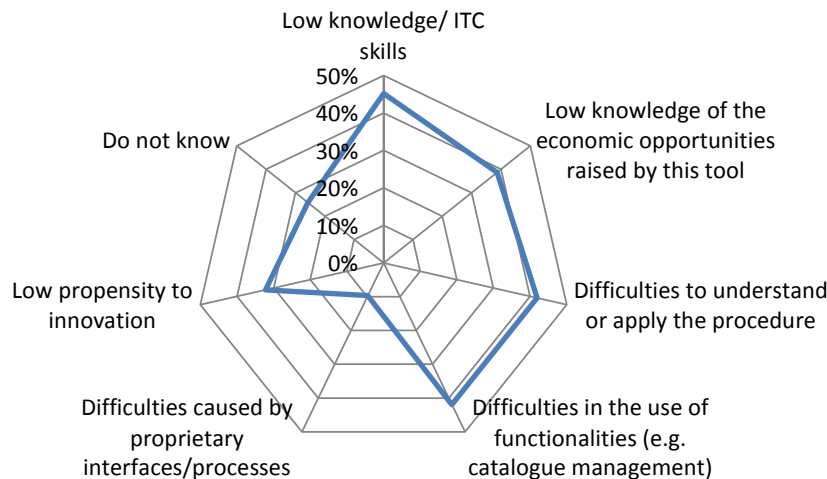 Low knowledge/ ITC
skills
50%
40%
30%
20%
10%
0%
Low knowledge of the
economic opportunities
raised by this tool
Difficulties to understand
or apply the procedure
Difficulties in the use of
functionalities (e.g.
catalogue management)
Difficulties caused by
proprietary
interfaces/processes
Low propensity to
innovation
Do not know